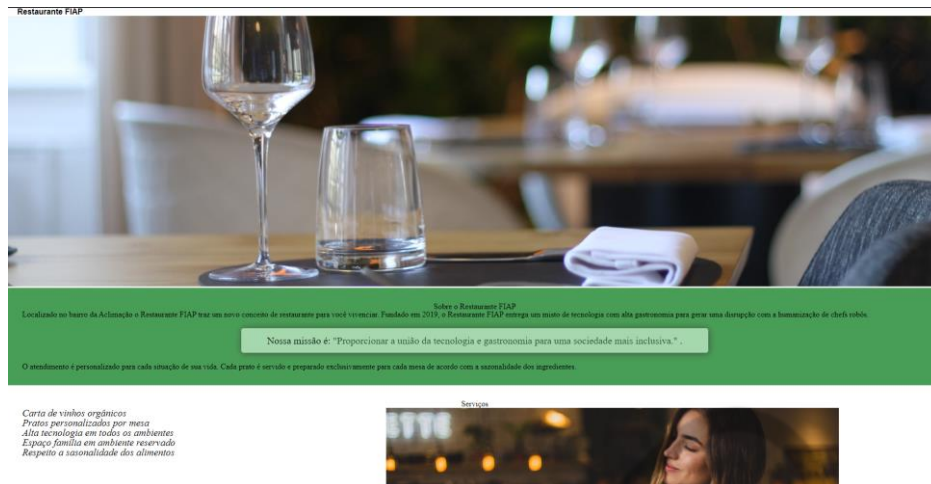 Restaurante FIAP
Sobre o Restaurante FIAP
Localizado no bairro da Aclimação o Restaurante FIAP traz um novo conceito de restaurante para você vivenciar. Fundado em 2019, o Restaurante FIAP entrega um misto de tecnologia com alta gastronomia para gerar uma disrupção com a humanização de chefs robôs.
Nossa missão é: "Proporcionar a união da tecnologia e gastronomia para uma sociedade mais inclusiva." .
O atendimento é personalizado para cada situação de sua vida. Cada prato é servido e preparado exclusivamente para cada mesa de acordo com a sazonalidade dos ingredientes.
Serviços
Carta de vinhos orgânicos
Pratos personalizados por mesa
Alta tecnologia em todos os ambientes
Espaço família em ambiente reservado
Respeito a sasonalidade dos alimentos